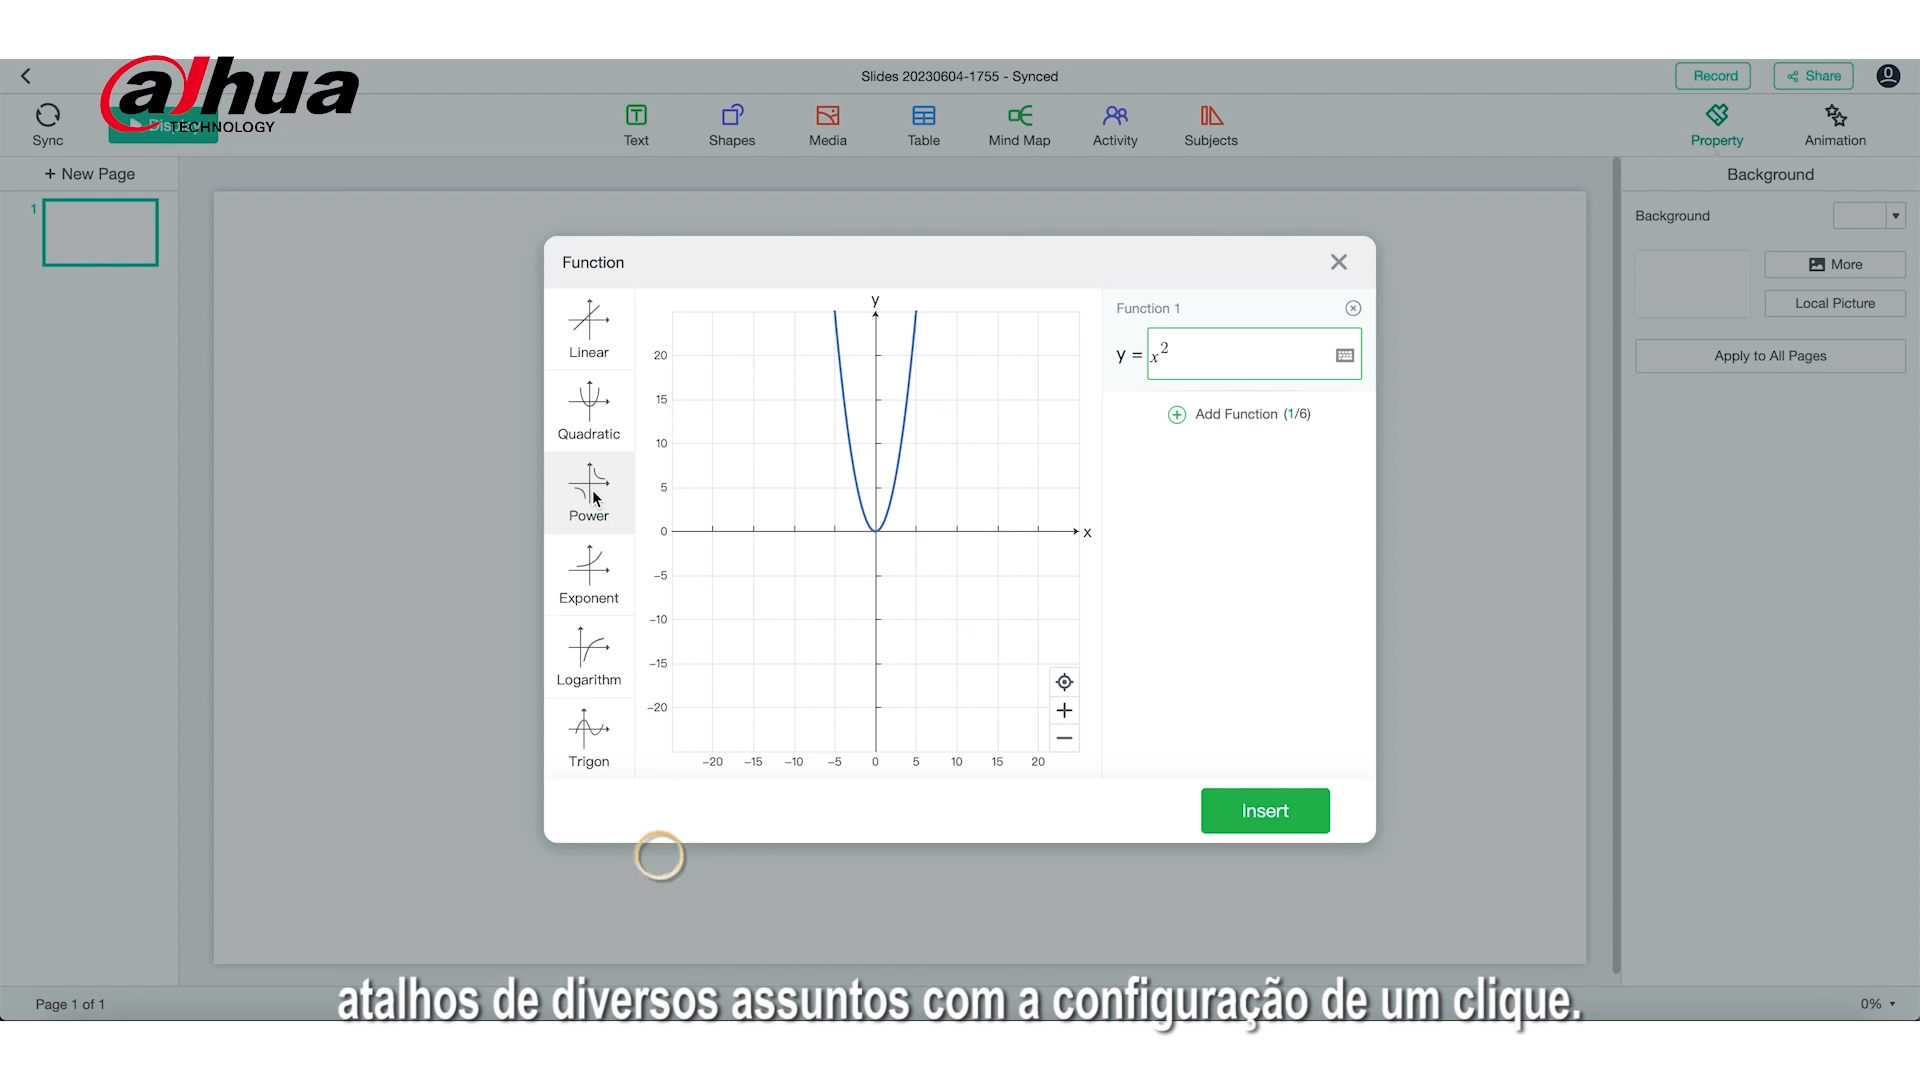 Slides 20230604-1755 - Synced
Record
Share
alhua
TECHNOLOGY
Sync
Display
Text
Shapes
Media
Table
Mind Map
Activity
Subjects
Property
Animation
+ New Page
1
Background
Background
More
Local Picture
Apply to All Pages
Function
Linear
Quadratic
Power
Exponent
Logarithm
Trigon
y
20
15
10
5
0
-5
-10
-15
-20
x
-20 -15 -10 -5 0 5 10 15 20
Function 1
y = x²
Add Function (1/6)
Insert
Page 1 of 1
0%
atalhos de diversos assuntos com a configuração de um clique.